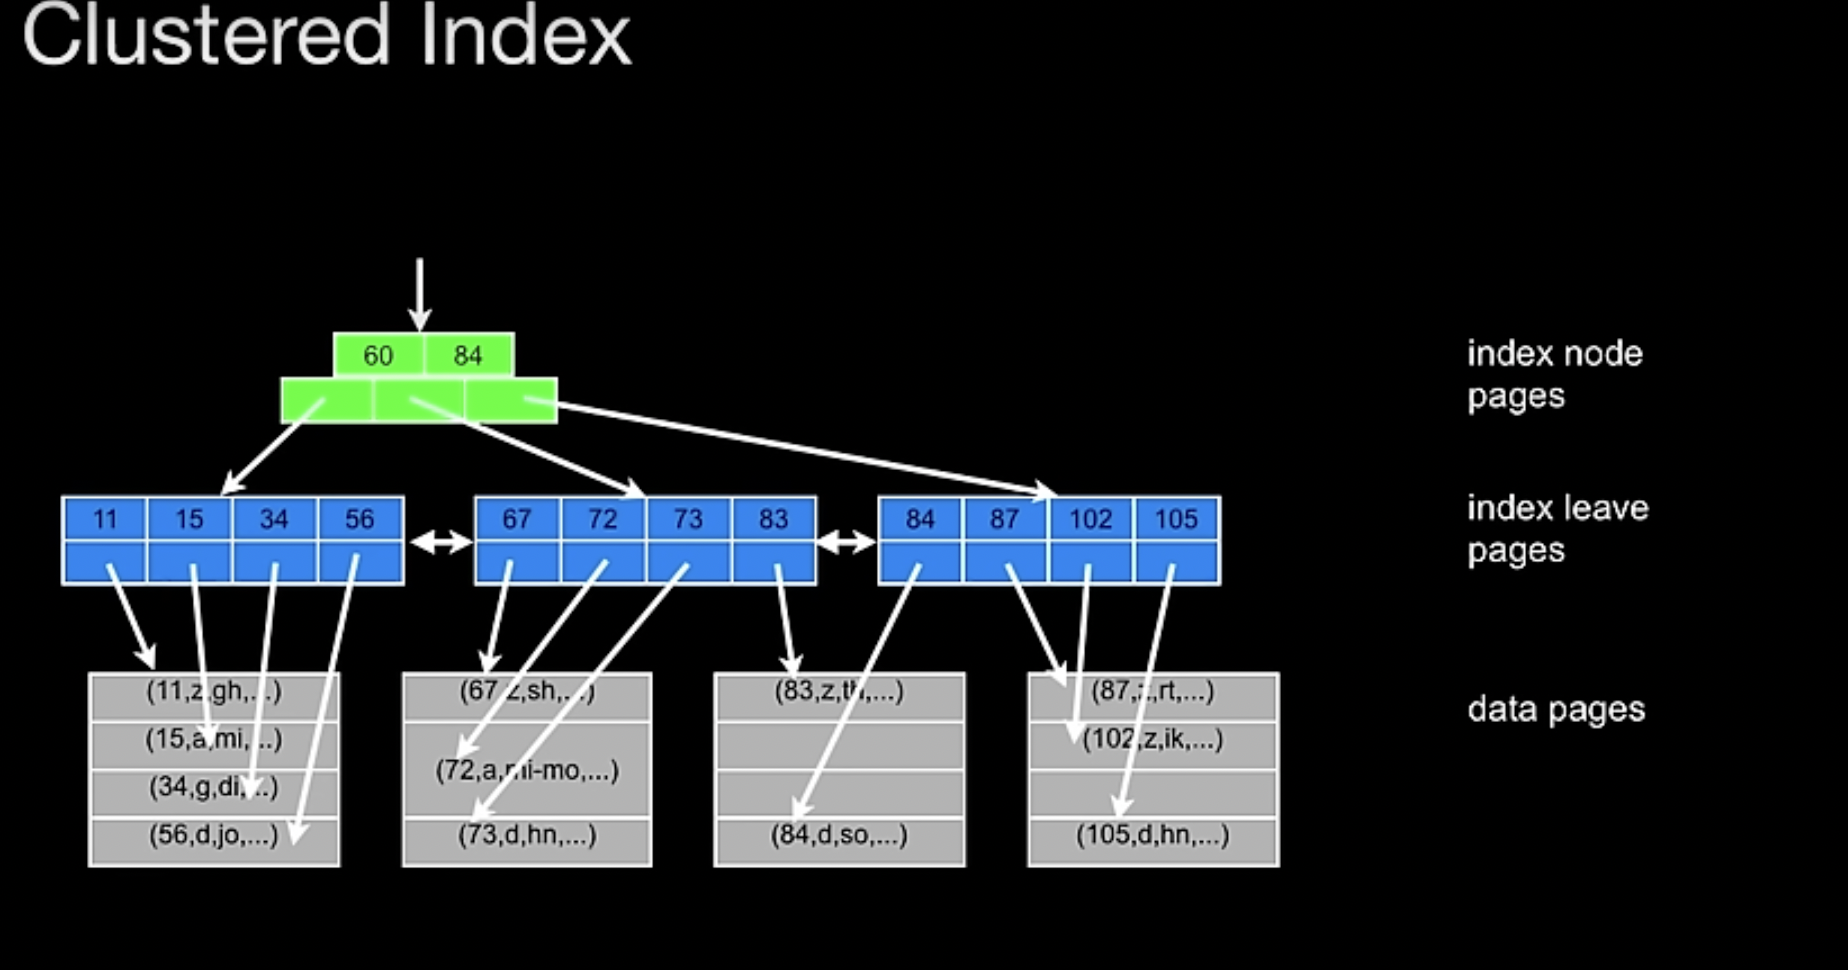 Clustered Index
60 84
index node
pages
11 15 34 56
67 72 73 83
84 87 102 105
index leave
pages
(11,z,gh,...)
(15,a,mi,...)
(34,g,di,...)
(56,d,jo,...)
(67,z,sh,...)
(72,a,mi-mo,...)
(73,d,hn,...)
(83,z,th,...)
(84,d,so,...)
(87,z,rt,...)
(102,z,ik,...)
(105,d,hn,...)
data pages